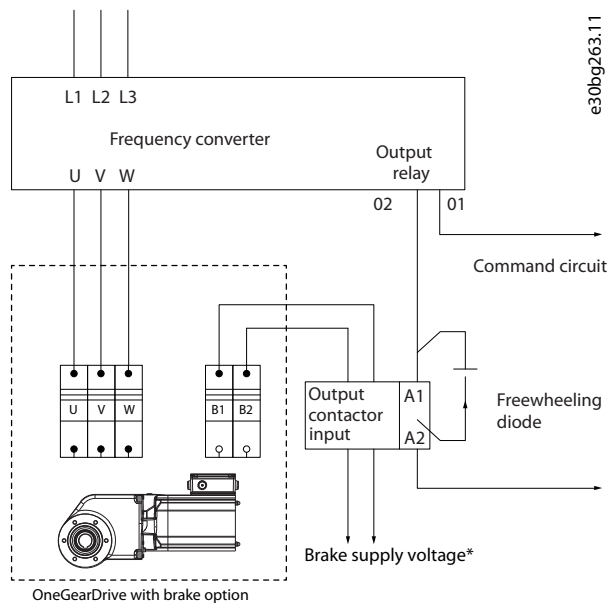 e30bg263.11
L1 L2 L3
Frequency converter
Output
relay
U V W
02 01
Command circuit
U V W B1 B2
Output
contactor
input
A1
A2
Freewheeling
diode
Brake supply voltage*
OneGearDrive with brake option